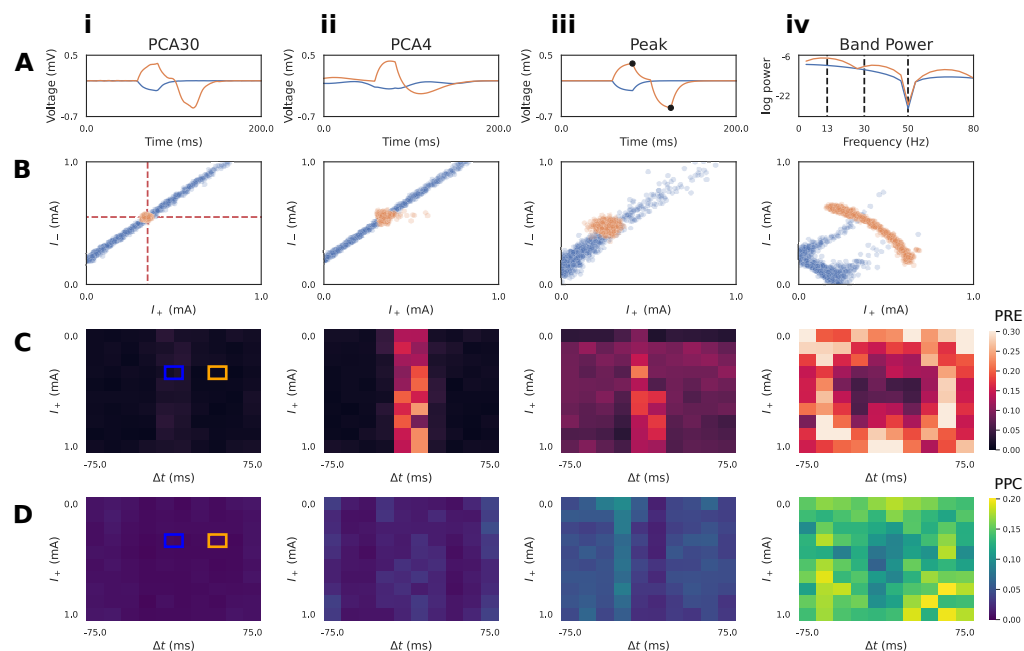 i ii iii iv
PCA30 PCA4 Peak Band Power
A
Voltage (mV) 0.5 -0.7 0.0 200.0 Time (ms)
Voltage (mV) 0.5 -0.7 0.0 200.0 Time (ms)
Voltage (mV) 0.5 -0.7 0.0 200.0 Time (ms)
log power -6 -22 0 13 30 50 80 Frequency (Hz)
B
I_ (mA) 1.0 0.0 0.0 1.0 I+ (mA)
I_ (mA) 1.0 0.0 0.0 1.0 I+ (mA)
I_ (mA) 1.0 0.0 0.0 1.0 I+ (mA)
I_ (mA) 1.0 0.0 0.0 1.0 I+ (mA)
C
I+ (mA) 0.0 1.0 -75.0 75.0 Δt (ms)
I+ (mA) 0.0 1.0 -75.0 75.0 Δt (ms)
I+ (mA) 0.0 1.0 -75.0 75.0 Δt (ms)
I+ (mA) 0.0 1.0 -75.0 75.0 Δt (ms)
PRE
0.30
0.25
0.20
0.15
0.10
0.05
0.00
D
I+ (mA) 0.0 1.0 -75.0 75.0 Δt (ms)
I+ (mA) 0.0 1.0 -75.0 75.0 Δt (ms)
I+ (mA) 0.0 1.0 -75.0 75.0 Δt (ms)
I+ (mA) 0.0 1.0 -75.0 75.0 Δt (ms)
PPC
0.20
0.15
0.10
0.05
0.00